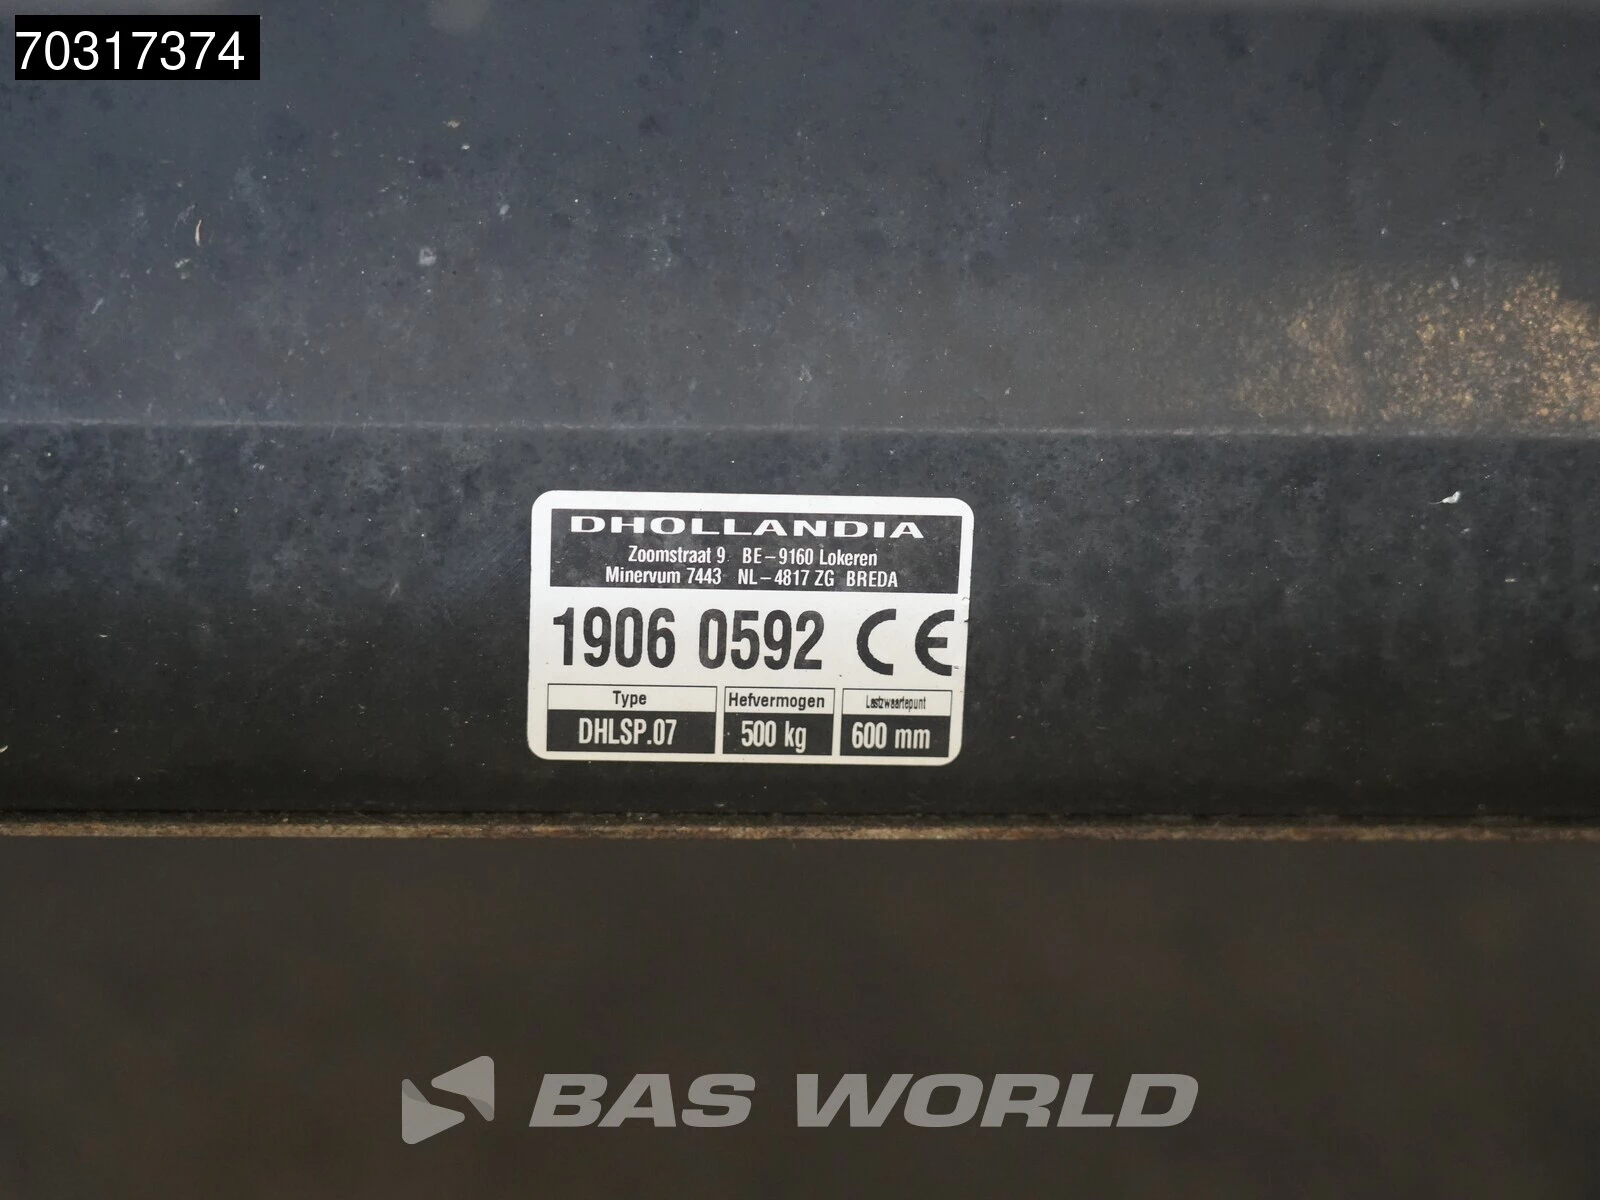 70317374
DHOLLANDIA
Zoomstraat 9 BE-9160 Lokeren
Minervum 7443 NL-4817 ZG BREDA
1906 0592 CE
Type Hefvermogen Lastzwaartepunt
DHLSP.07 500 kg 600 mm
BAS WORLD